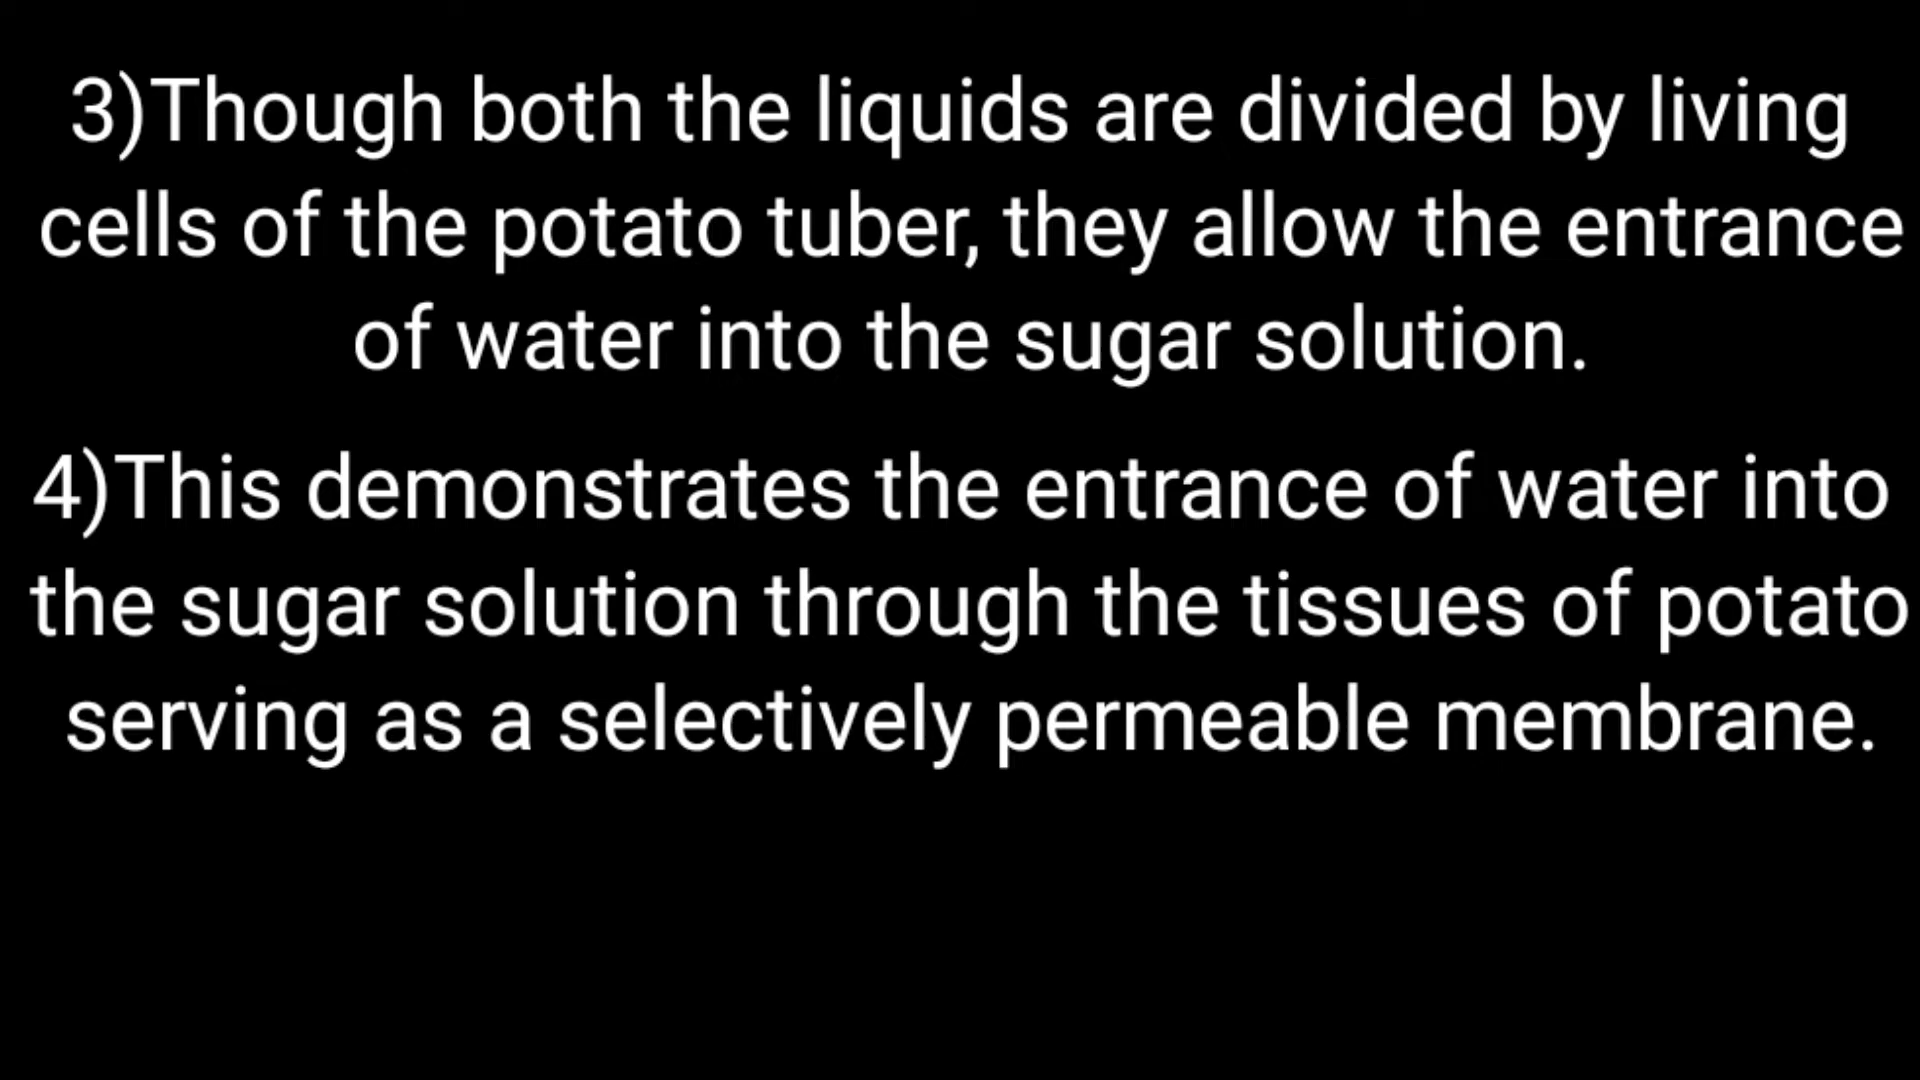 3)Though both the liquids are divided by living
cells of the potato tuber, they allow the entrance
of water into the sugar solution.
4)This demonstrates the entrance of water into
the sugar solution through the tissues of potato
serving as a selectively permeable membrane.